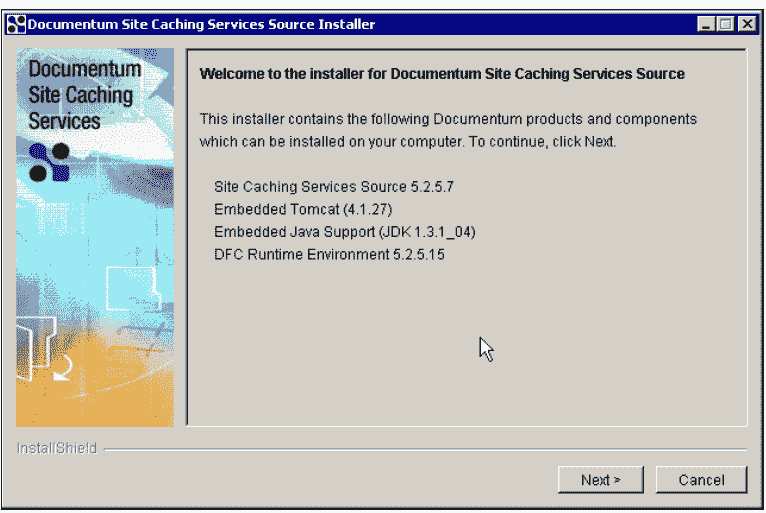 Documentum Site Caching Services Source Installer
Documentum
Site Caching
Services
Welcome to the installer for Documentum Site Caching Services Source
This installer contains the following Documentum products and components
which can be installed on your computer. To continue, click Next.
Site Caching Services Source 5.2.5.7
Embedded Tomcat (4.1.27)
Embedded Java Support (JDK 1.3.1_04)
DFC Runtime Environment 5.2.5.15
InstallShield
Next >
Cancel